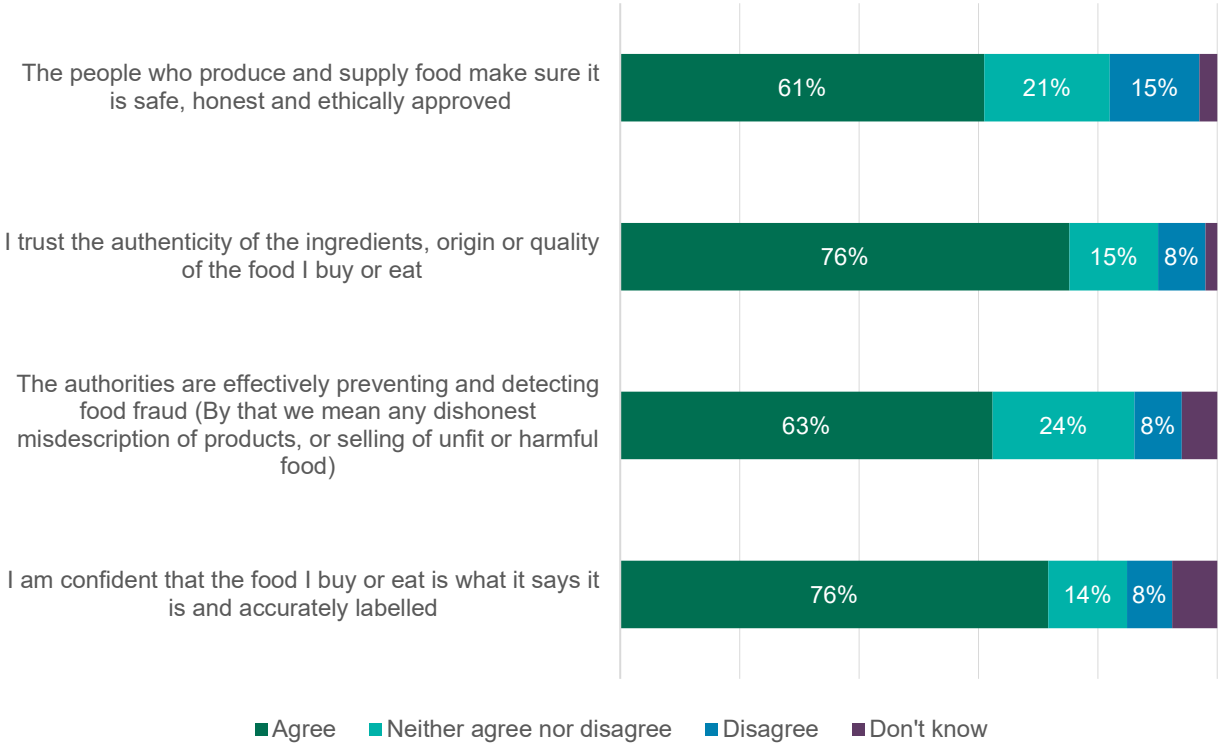 The people who produce and supply food make sure it
is safe, honest and ethically approved
61% 21% 15%
I trust the authenticity of the ingredients, origin or quality
of the food I buy or eat
76% 15% 8%
The authorities are effectively preventing and detecting
food fraud (By that we mean any dishonest
misdescription of products, or selling of unfit or harmful
food)
63% 24% 8%
I am confident that the food I buy or eat is what it says it
is and accurately labelled
76% 14% 8%
Agree Neither agree nor disagree Disagree Don't know